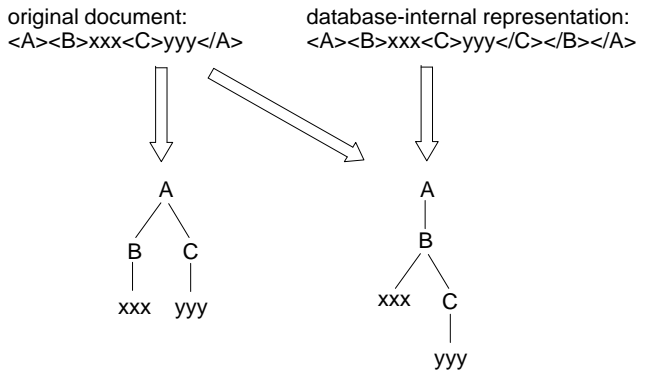 original document:
<A><B>xxx<C>yyy</A>
database-internal representation:
<A><B>xxx<C>yyy</C></B></A>
A
B C
xxx yyy
A
B
xxx C
yyy